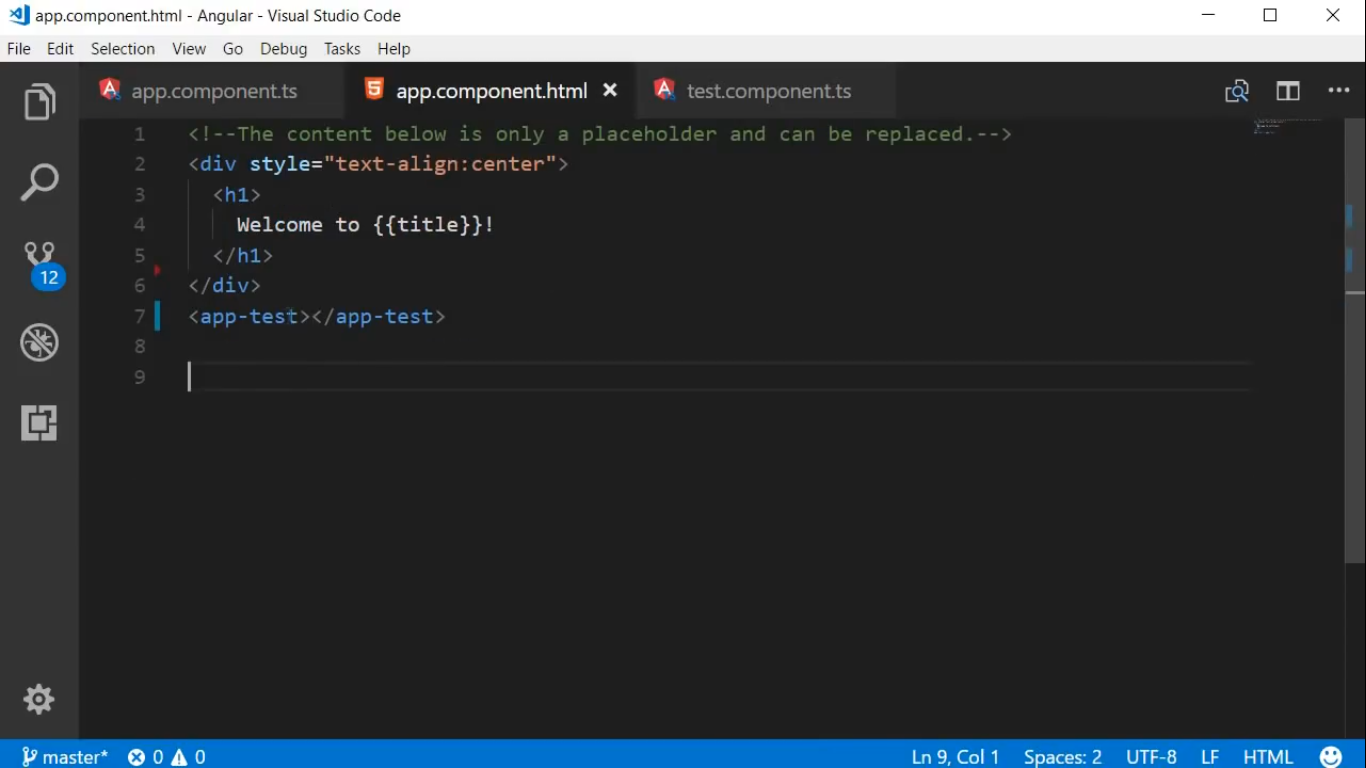 app.component.html - Angular - Visual Studio Code
File Edit Selection View Go Debug Tasks Help
app.component.ts app.component.html test.component.ts
1 <!--The content below is only a placeholder and can be replaced.-->
2 <div style="text-align:center">
3 <h1>
4 Welcome to {{title}}!
5 </h1>
6 </div>
7 <app-test></app-test>
8
9
12
master* 0 0 Ln 9, Col 1 Spaces: 2 UTF-8 LF HTML